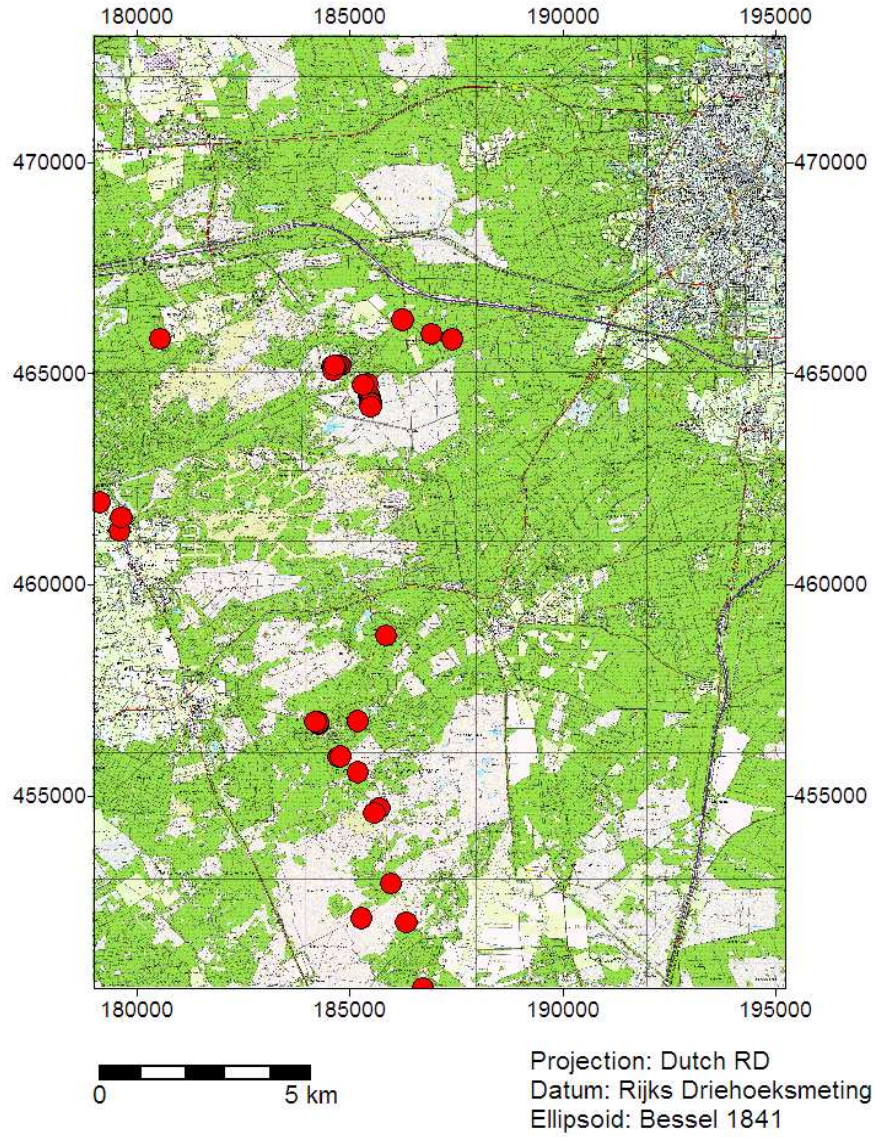 180000 185000 190000 195000
470000 470000
465000 465000
460000 460000
455000 455000
180000 185000 190000 195000
0 5 km
Projection: Dutch RD
Datum: Rijks Driehoeksmeting
Ellipsoid: Bessel 1841